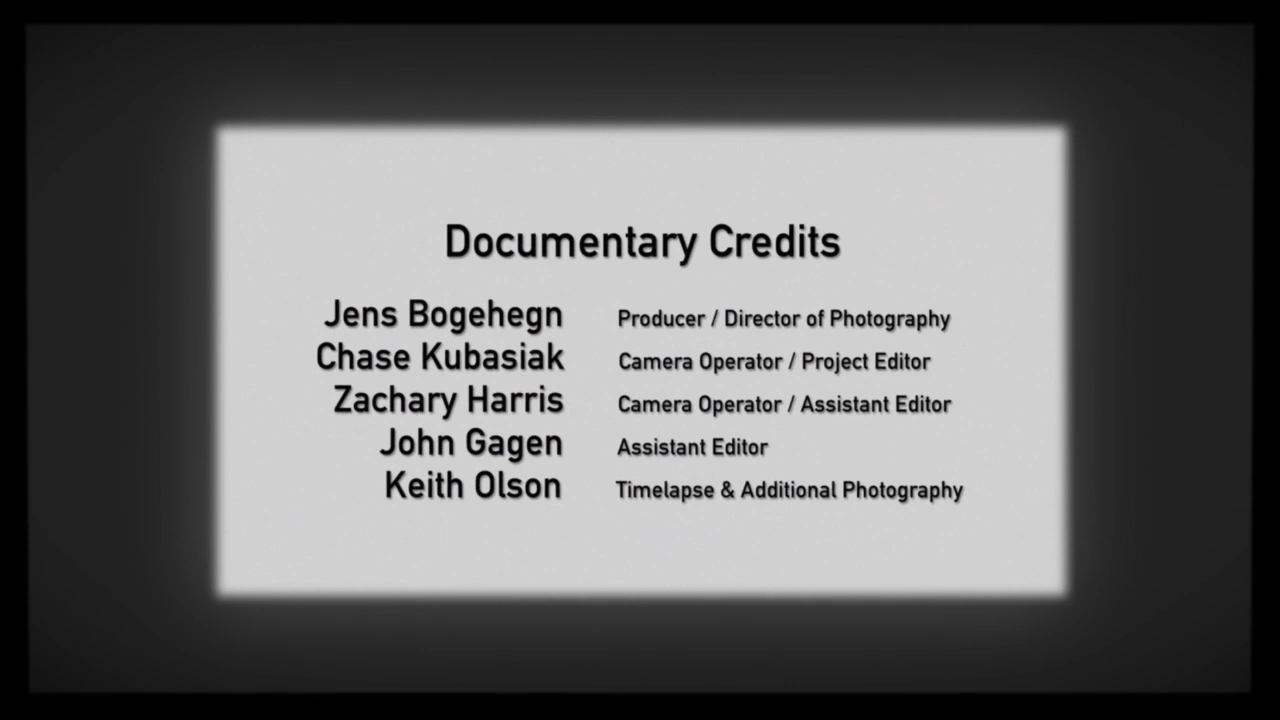 Documentary Credits
Jens Bogehegn Producer / Director of Photography
Chase Kubasiak Camera Operator / Project Editor
Zachary Harris Camera Operator / Assistant Editor
John Gagen Assistant Editor
Keith Olson Timelapse & Additional Photography